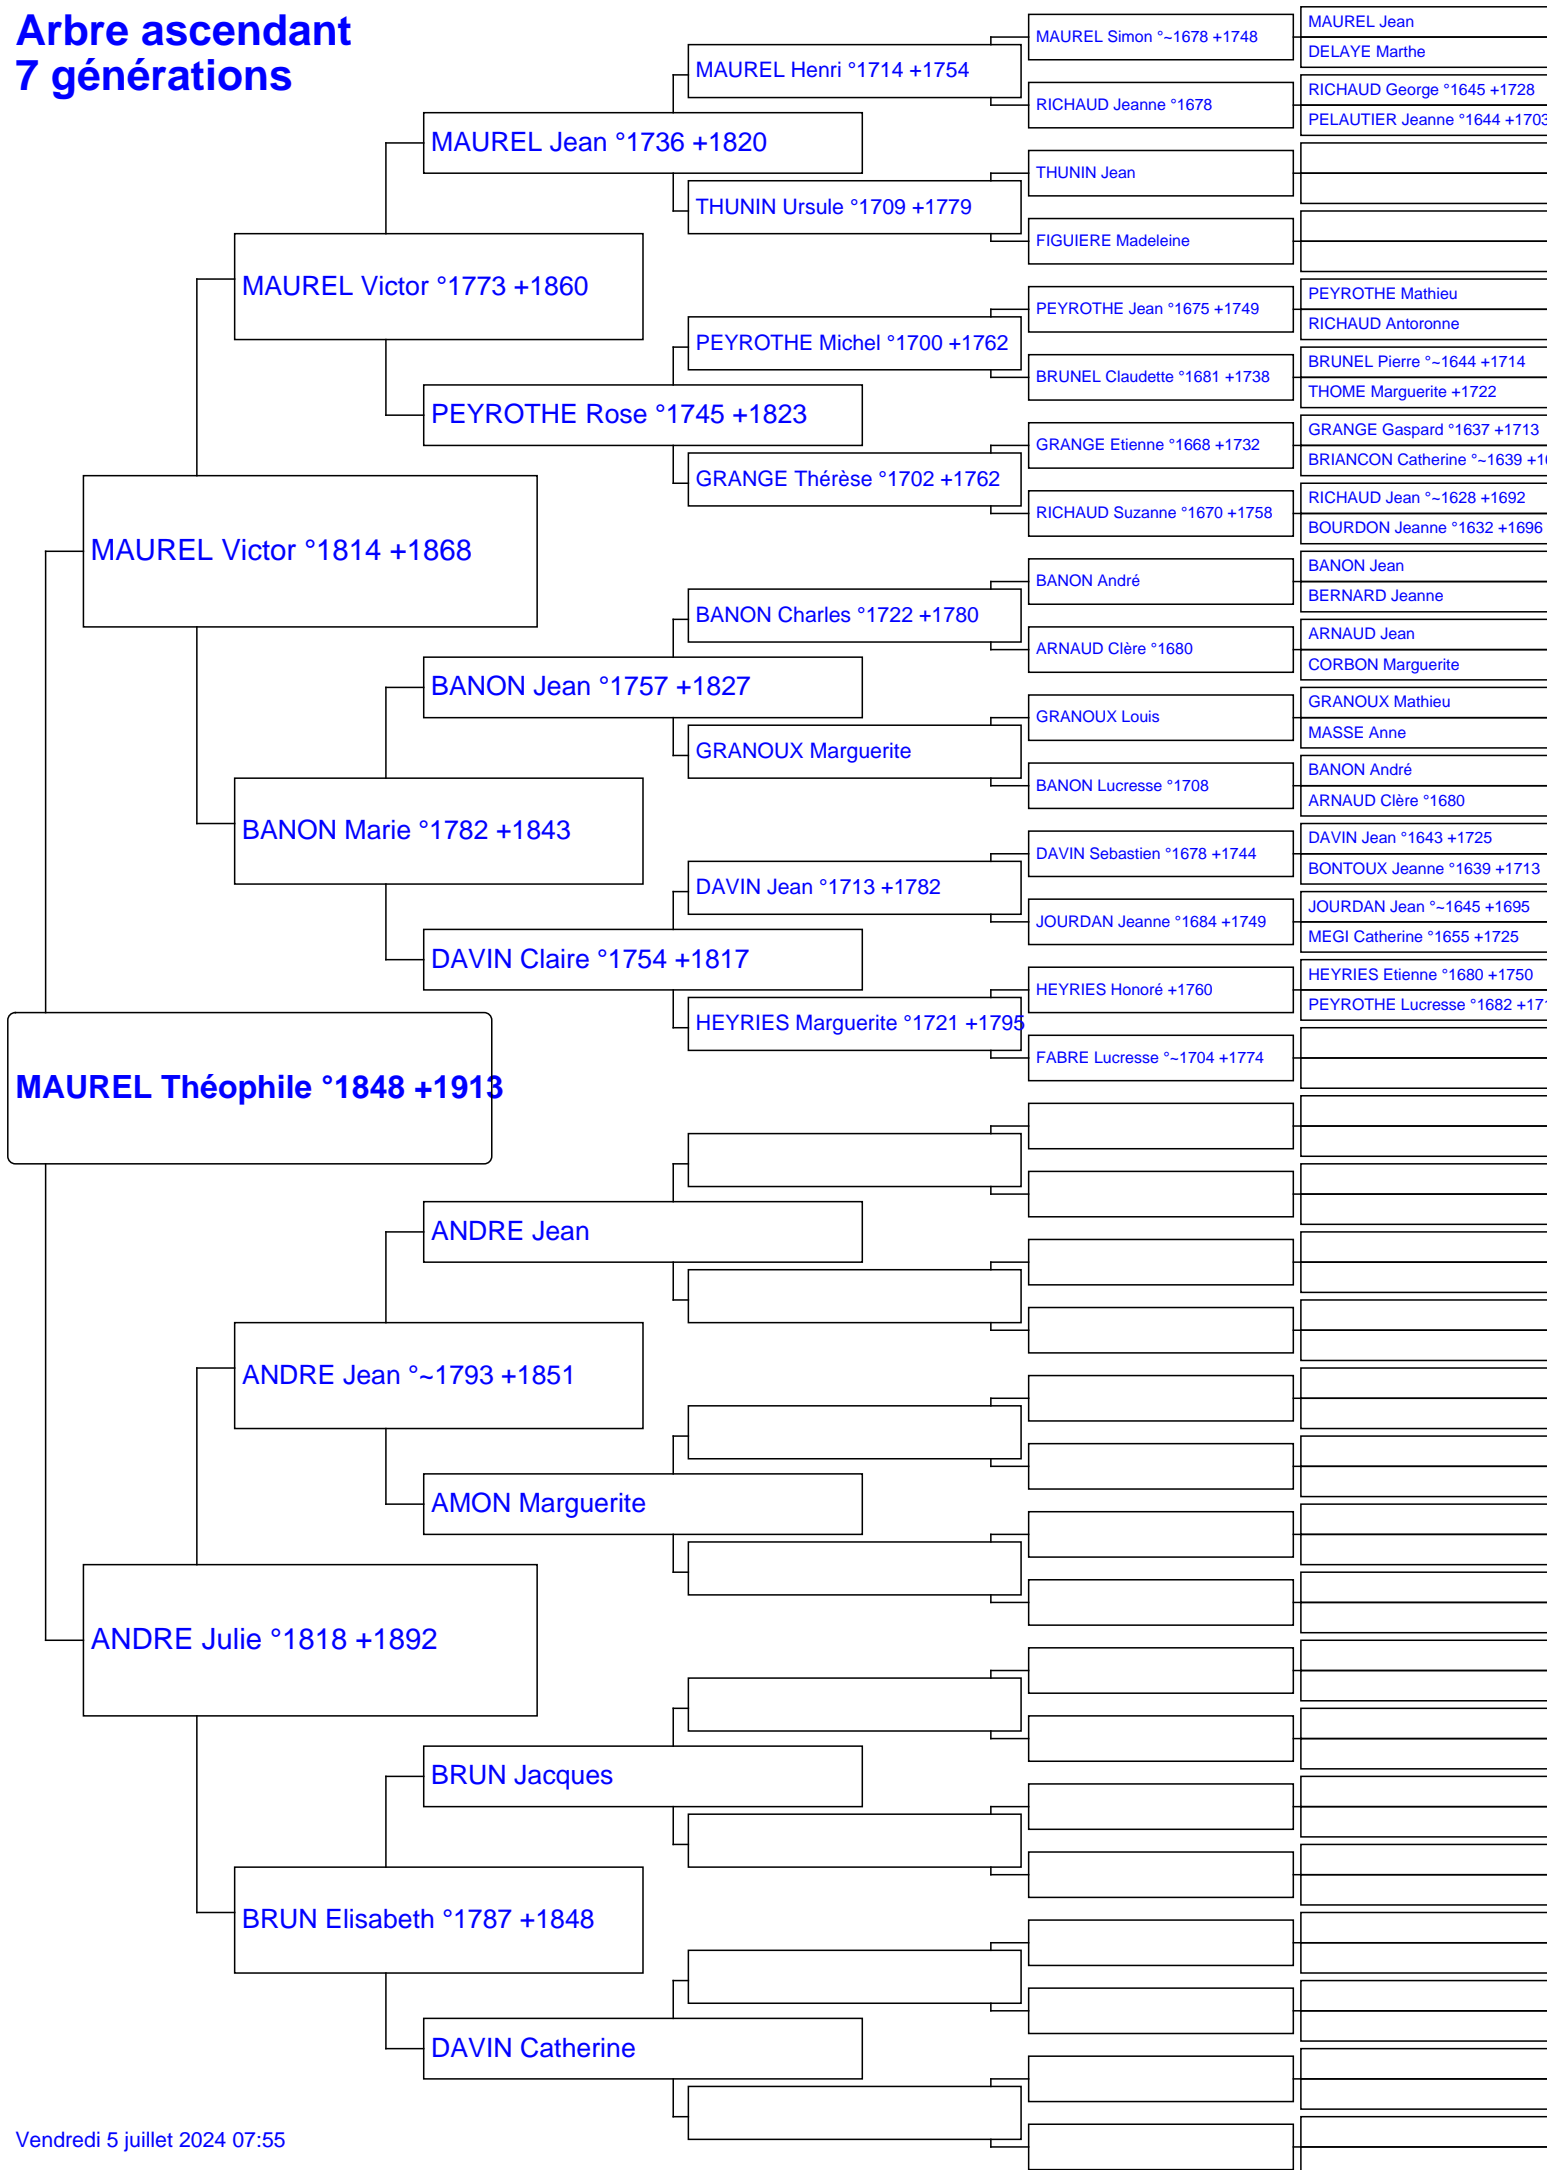 Arbre ascendant
7 générations
MAUREL Théophile °1848 +1913
MAUREL Victor °1814 +1868
ANDRE Julie °1818 +1892
MAUREL Victor °1773 +1860
BANON Marie °1782 +1843
ANDRE Jean °~1793 +1851
BRUN Elisabeth °1787 +1848
MAUREL Jean °1736 +1820
PEYROTHE Rose °1745 +1823
BANON Jean °1757 +1827
DAVIN Claire °1754 +1817
ANDRE Jean
AMON Marguerite
BRUN Jacques
DAVIN Catherine
MAUREL Henri °1714 +1754
THUNIN Ursule °1709 +1779
PEYROTHE Michel °1700 +1762
GRANGE Thérèse °1702 +1762
BANON Charles °1722 +1780
GRANOUX Marguerite
DAVIN Jean °1713 +1782
HEYRIES Marguerite °1721 +1795
MAUREL Simon °~1678 +1748
RICHAUD Jeanne °1678
THUNIN Jean
FIGUIERE Madeleine
PEYROTHE Jean °1675 +1749
BRUNEL Claudette °1681 +1738
GRANGE Etienne °1668 +1732
RICHAUD Suzanne °1670 +1758
BANON André
ARNAUD Clère °1680
GRANOUX Louis
BANON Lucresse °1708
DAVIN Sebastien °1678 +1744
JOURDAN Jeanne °1684 +1749
HEYRIES Honoré +1760
FABRE Lucresse °~1704 +1774
MAUREL Jean
DELAYE Marthe
RICHAUD George °1645 +1728
PELAUTIER Jeanne °1644 +1703
PEYROTHE Mathieu
RICHAUD Antoronne
BRUNEL Pierre °~1644 +1714
THOME Marguerite +1722
GRANGE Gaspard °1637 +1713
BRIANCON Catherine °~1639
RICHAUD Jean °~1628 +1692
BOURDON Jeanne °1632 +1696
BANON Jean
BERNARD Jeanne
ARNAUD Jean
CORBON Marguerite
GRANOUX Mathieu
MASSE Anne
BANON André
ARNAUD Clère °1680
DAVIN Jean °1643 +1725
BONTOUX Jeanne °1639 +1713
JOURDAN Jean °~1645 +1695
MEGI Catherine °1655 +1725
HEYRIES Etienne °1680 +1750
PEYROTHE Lucresse °1682
Vendredi 5 juillet 2024 07:55